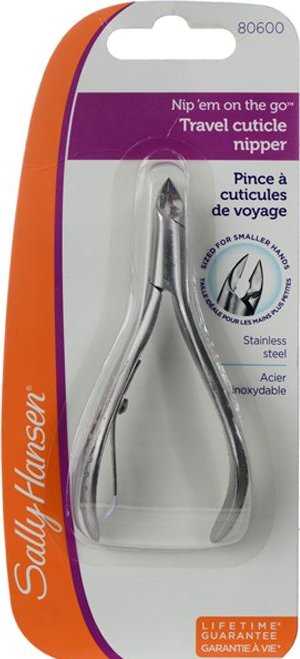 80600
Nip 'em on the go™
Travel cuticle
nipper
Pince à
cuticules
de voyage
SIZED FOR SMALLER HANDS
TAILLE IDÉALE POUR LES MAINS PLUS PETITES
Stainless
steel
Acier
inoxydable
Sally Hansen®
LIFETIME
GUARANTEE
GARANTIE À VIE